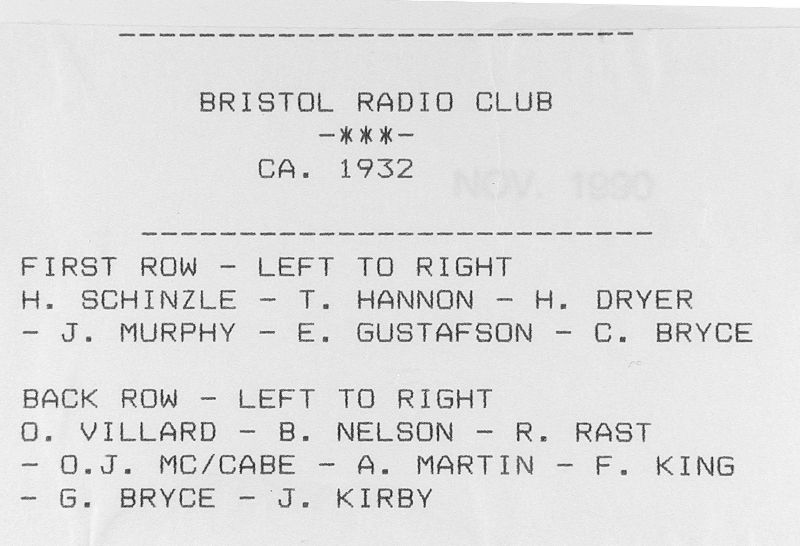 --------------------------
BRISTOL RADIO CLUB
-***-
CA. 1932
NOV. 1990
--------------------------
FIRST ROW - LEFT TO RIGHT
H. SCHINZLE - T. HANNON - H. DRYER
- J. MURPHY - E. GUSTAFSON - C. BRYCE
BACK ROW - LEFT TO RIGHT
O. VILLARD - B. NELSON - R. RAST
- O.J. MC/CABE - A. MARTIN - F. KING
- G. BRYCE - J. KIRBY